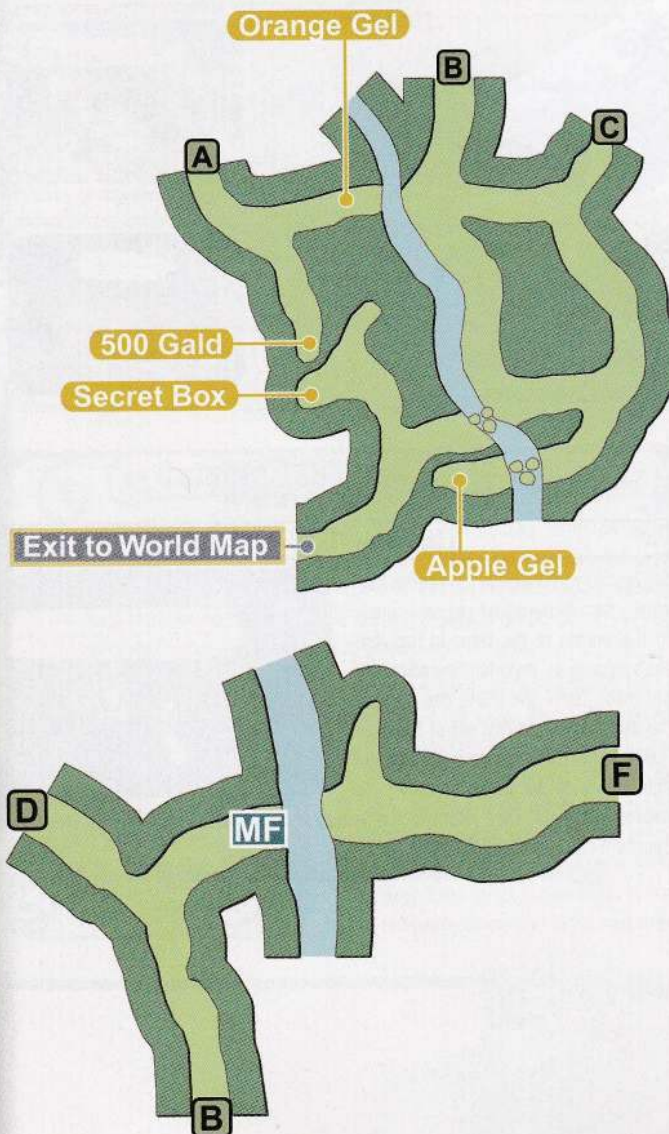 Orange Gel
B
C
A
500 Gald
Secret Box
Exit to World Map
Apple Gel
D
MF
F
B